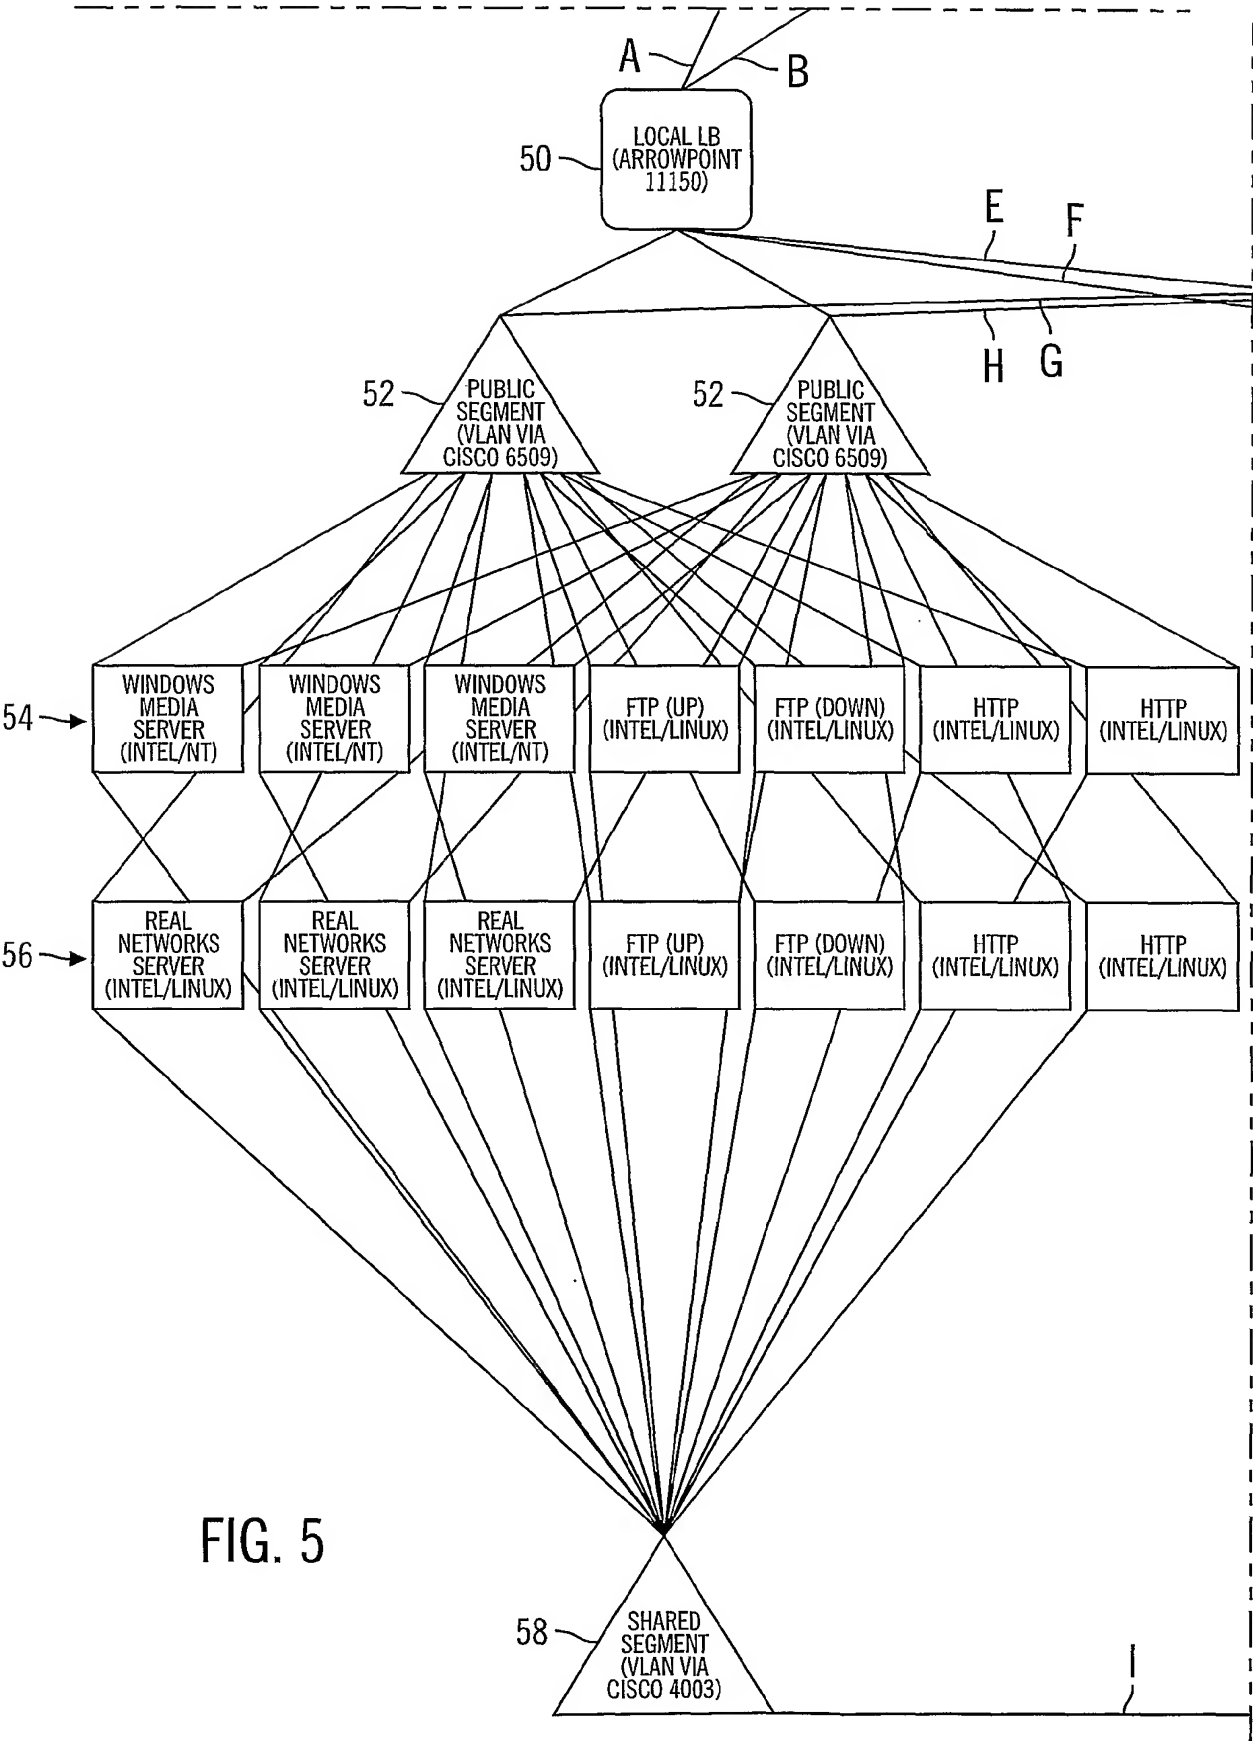 A
B
50
LOCAL LB
(ARROWPOINT
11150)
E
F
H
G
52
PUBLIC
SEGMENT
(VLAN VIA
CISCO 6509)
52
PUBLIC
SEGMENT
(VLAN VIA
CISCO 6509)
54
WINDOWS
MEDIA
SERVER
(INTEL/NT)
WINDOWS
MEDIA
SERVER
(INTEL/NT)
WINDOWS
MEDIA
SERVER
(INTEL/NT)
FTP (UP)
(INTEL/LINUX)
FTP (DOWN)
(INTEL/LINUX)
HTTP
(INTEL/LINUX)
HTTP
(INTEL/LINUX)
56
REAL
NETWORKS
SERVER
(INTEL/LINUX)
REAL
NETWORKS
SERVER
(INTEL/LINUX)
REAL
NETWORKS
SERVER
(INTEL/LINUX)
FTP (UP)
(INTEL/LINUX)
FTP (DOWN)
(INTEL/LINUX)
HTTP
(INTEL/LINUX)
HTTP
(INTEL/LINUX)
FIG. 5
58
SHARED
SEGMENT
(VLAN VIA
CISCO 4003)
I